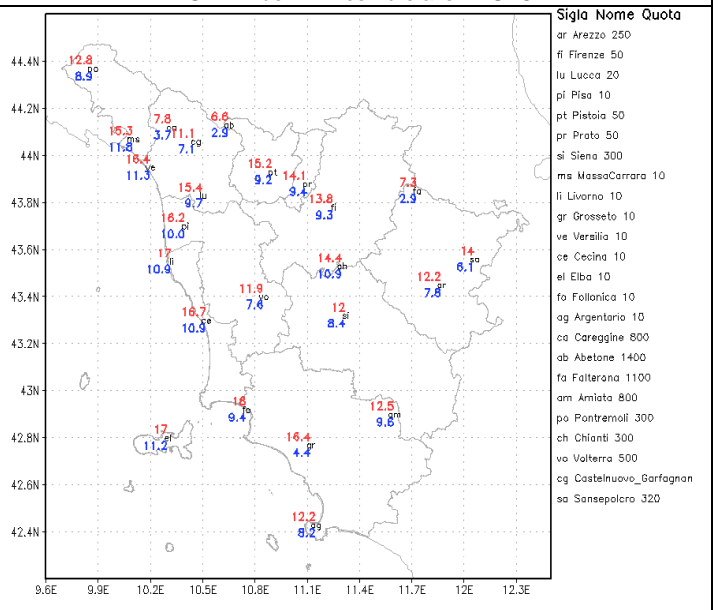 Sigla Nome Quota
ar Arezzo 250
fi Firenze 50
lu Lucca 20
pi Pisa 10
pt Pistoia 50
pr Prato 50
si Siena 300
ms MassaCarrara 10
li Livorno 10
gr Grosseto 10
ve Versilia 10
ce Cecina 10
el Elba 10
fo Follonica 10
ag Argentario 10
ca Careggine 800
ab Abetone 1400
fa Falterona 1100
am Amiata 800
po Pontremoli 300
ch Chianti 300
vo Volterra 500
cg Castelnuovo_Garfagnan
sa Sansepolcro 320
44.4N
44.2N
44N
43.8N
43.6N
43.4N
43.2N
43N
42.8N
42.6N
42.4N
9.6E 9.9E 10.2E 10.5E 10.8E 11.1E 11.4E 11.7E 12E 12.3E
12.8
po
8.9
15.3
ms
11.8
7.8
ca
3.7
6.6
ab
2.9
11.1
cg
7.1
16.4
ve
11.3
15.4
lu
9.7
15.2
pt
9.2
14.1
pr
9.4
13.8
fi
9.3
7.3
fa
2.9
16.2
pi
10.0
17
li
10.9
14.4
ch
10.9
14
sa
6.1
12.2
ar
7.8
11.9
vo
7.6
12
si
8.4
16.7
ce
10.9
18
fo
9.4
12.5
am
9.6
17
el
11.2
16.4
gr
4.4
12.2
ag